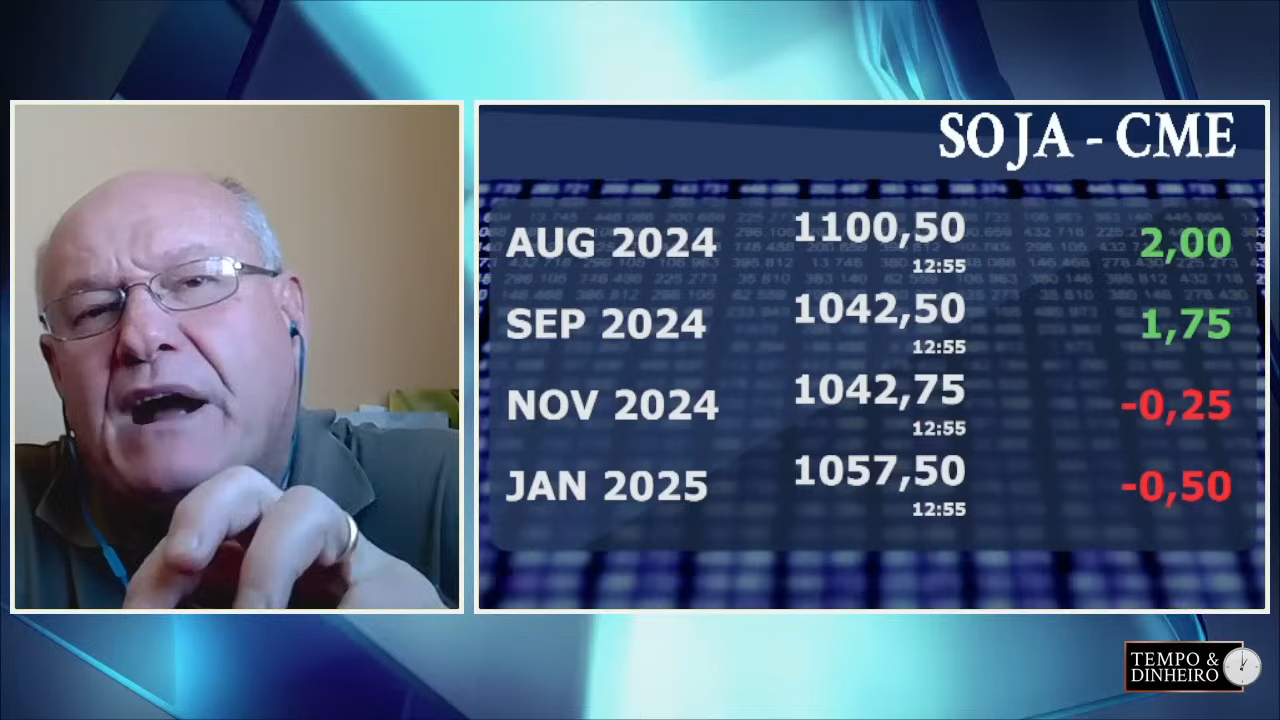 SOJA - CME
AUG 2024 1100,50 2,00
12:55
SEP 2024 1042,50 1,75
12:55
NOV 2024 1042,75 -0,25
12:55
JAN 2025 1057,50 -0,50
12:55
TEMPO &
DINHEIRO